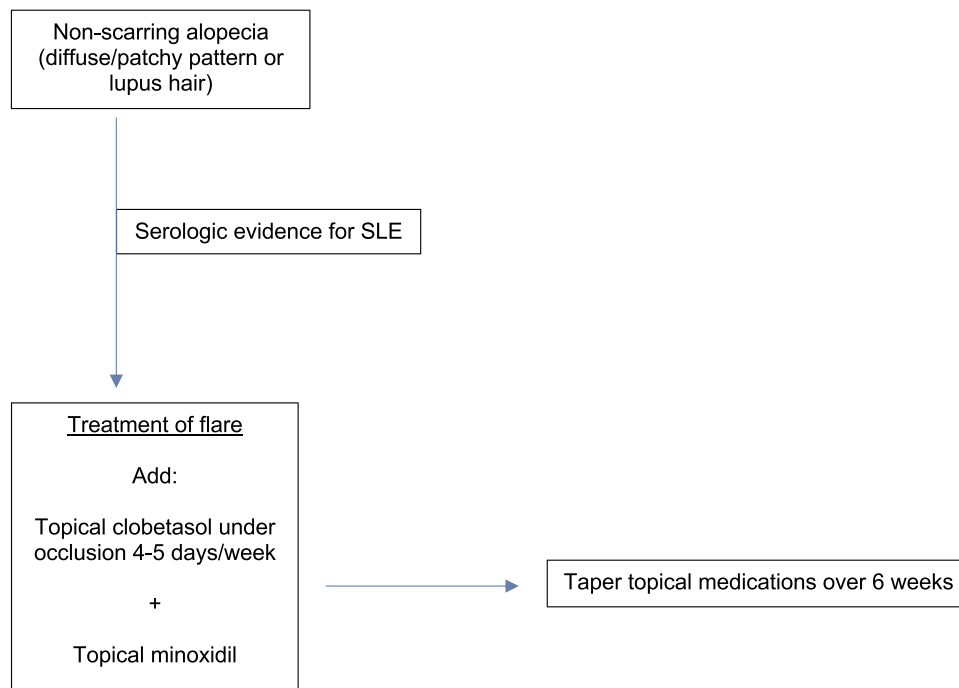 Non-scarring alopecia
(diffuse/patchy pattern or
lupus hair)
Serologic evidence for SLE
Treatment of flare
Add:
Topical clobetasol under
occlusion 4-5 days/week
+
Topical minoxidil
Taper topical medications over 6 weeks